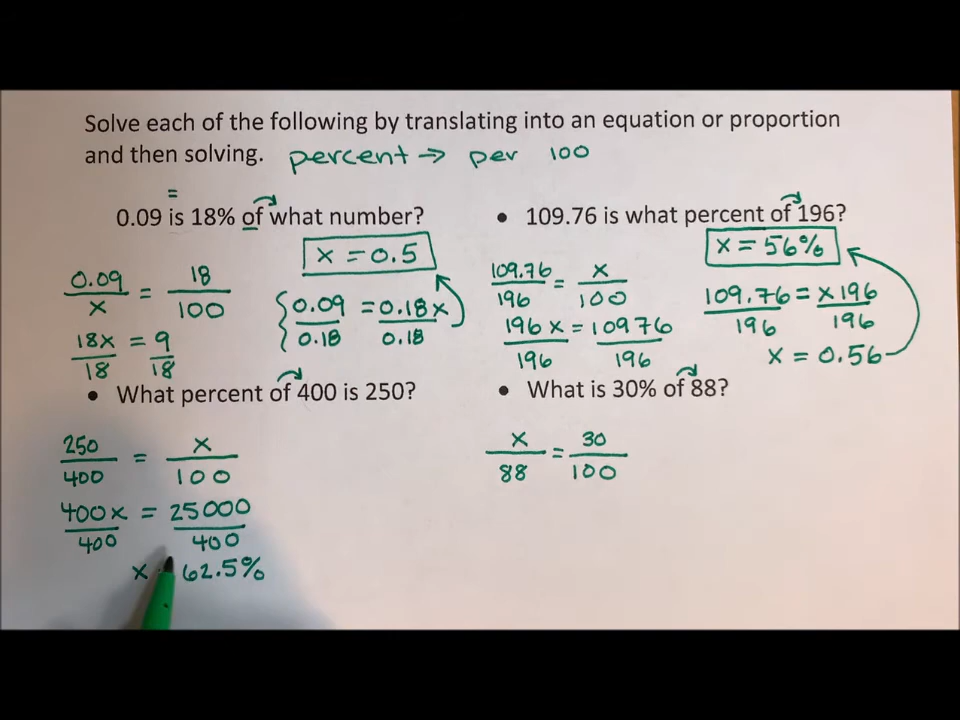 Solve each of the following by translating into an equation or proportion
and then solving. percent → per 100
=
0.09 is 18% of what number?
x = 0.5
0.09 / x = 18 / 100
18x / 18 = 9 / 18
0.09 / 0.18 = 0.18x / 0.18
• 109.76 is what percent of 196?
x = 56%
109.76 / 196 = x / 100
196x / 196 = 10976 / 196
109.76 / 196 = x196 / 196
x = 0.56
• What percent of 400 is 250?
250 / 400 = x / 100
400x / 400 = 25000 / 400
x 62.5%
• What is 30% of 88?
x / 88 = 30 / 100